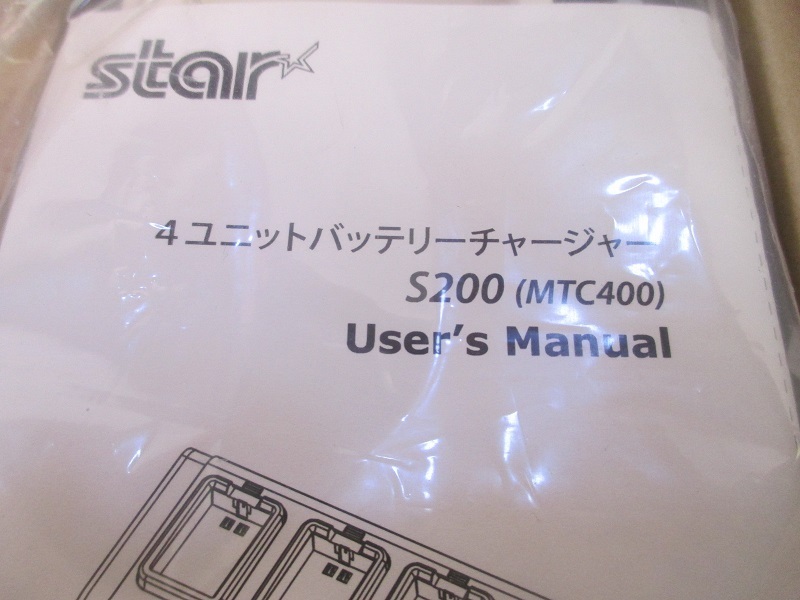 star
4ユニットバッテリーチャージャー
S200 (MTC400)
User's Manual